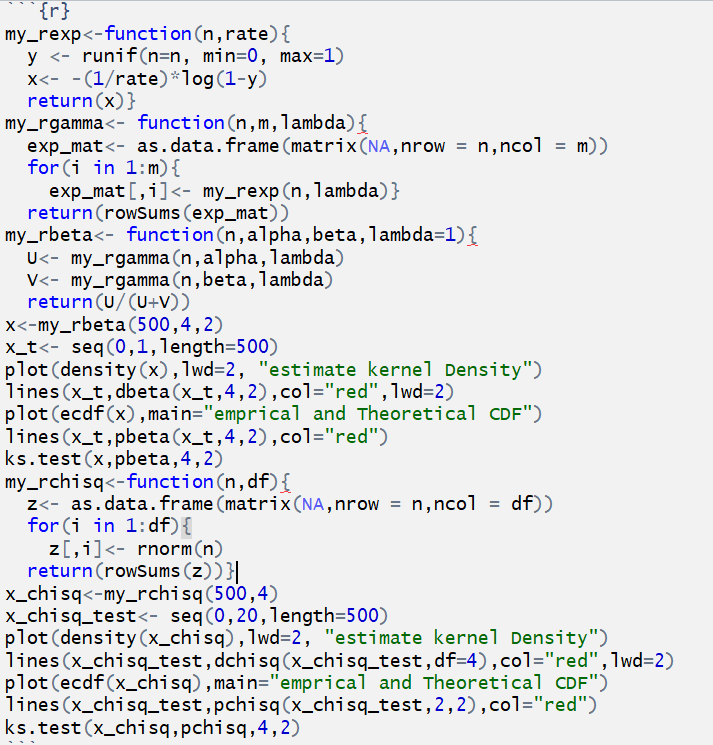 ```{r}
my_rexp<-function(n,rate){
  y <- runif(n=n, min=0, max=1)
  x<- -(1/rate)*log(1-y)
  return(x)}
my_rgamma<- function(n,m,lambda){
  exp_mat<- as.data.frame(matrix(NA,nrow = n,ncol = m))
  for(i in 1:m){
    exp_mat[,i]<- my_rexp(n,lambda)}
  return(rowSums(exp_mat))
my_rbeta<- function(n,alpha,beta,lambda=1){
  U<- my_rgamma(n,alpha,lambda)
  V<- my_rgamma(n,beta,lambda)
  return(U/(U+V))
x<-my_rbeta(500,4,2)
x_t<- seq(0,1,length=500)
plot(density(x),lwd=2, "estimate kernel Density")
lines(x_t,dbeta(x_t,4,2),col="red",lwd=2)
plot(ecdf(x),main="emprical and Theoretical CDF")
lines(x_t,pbeta(x_t,4,2),col="red")
ks.test(x,pbeta,4,2)
my_rchisq<-function(n,df){
  z<- as.data.frame(matrix(NA,nrow = n,ncol = df))
  for(i in 1:df){
    z[,i]<- rnorm(n)
  return(rowSums(z))}
x_chisq<-my_rchisq(500,4)
x_chisq_test<- seq(0,20,length=500)
plot(density(x_chisq),lwd=2, "estimate kernel Density")
lines(x_chisq_test,dchisq(x_chisq_test,df=4),col="red",lwd=2)
plot(ecdf(x_chisq),main="emprical and Theoretical CDF")
lines(x_chisq_test,pchisq(x_chisq_test,2,2),col="red")
ks.test(x_chisq,pchisq,4,2)
```